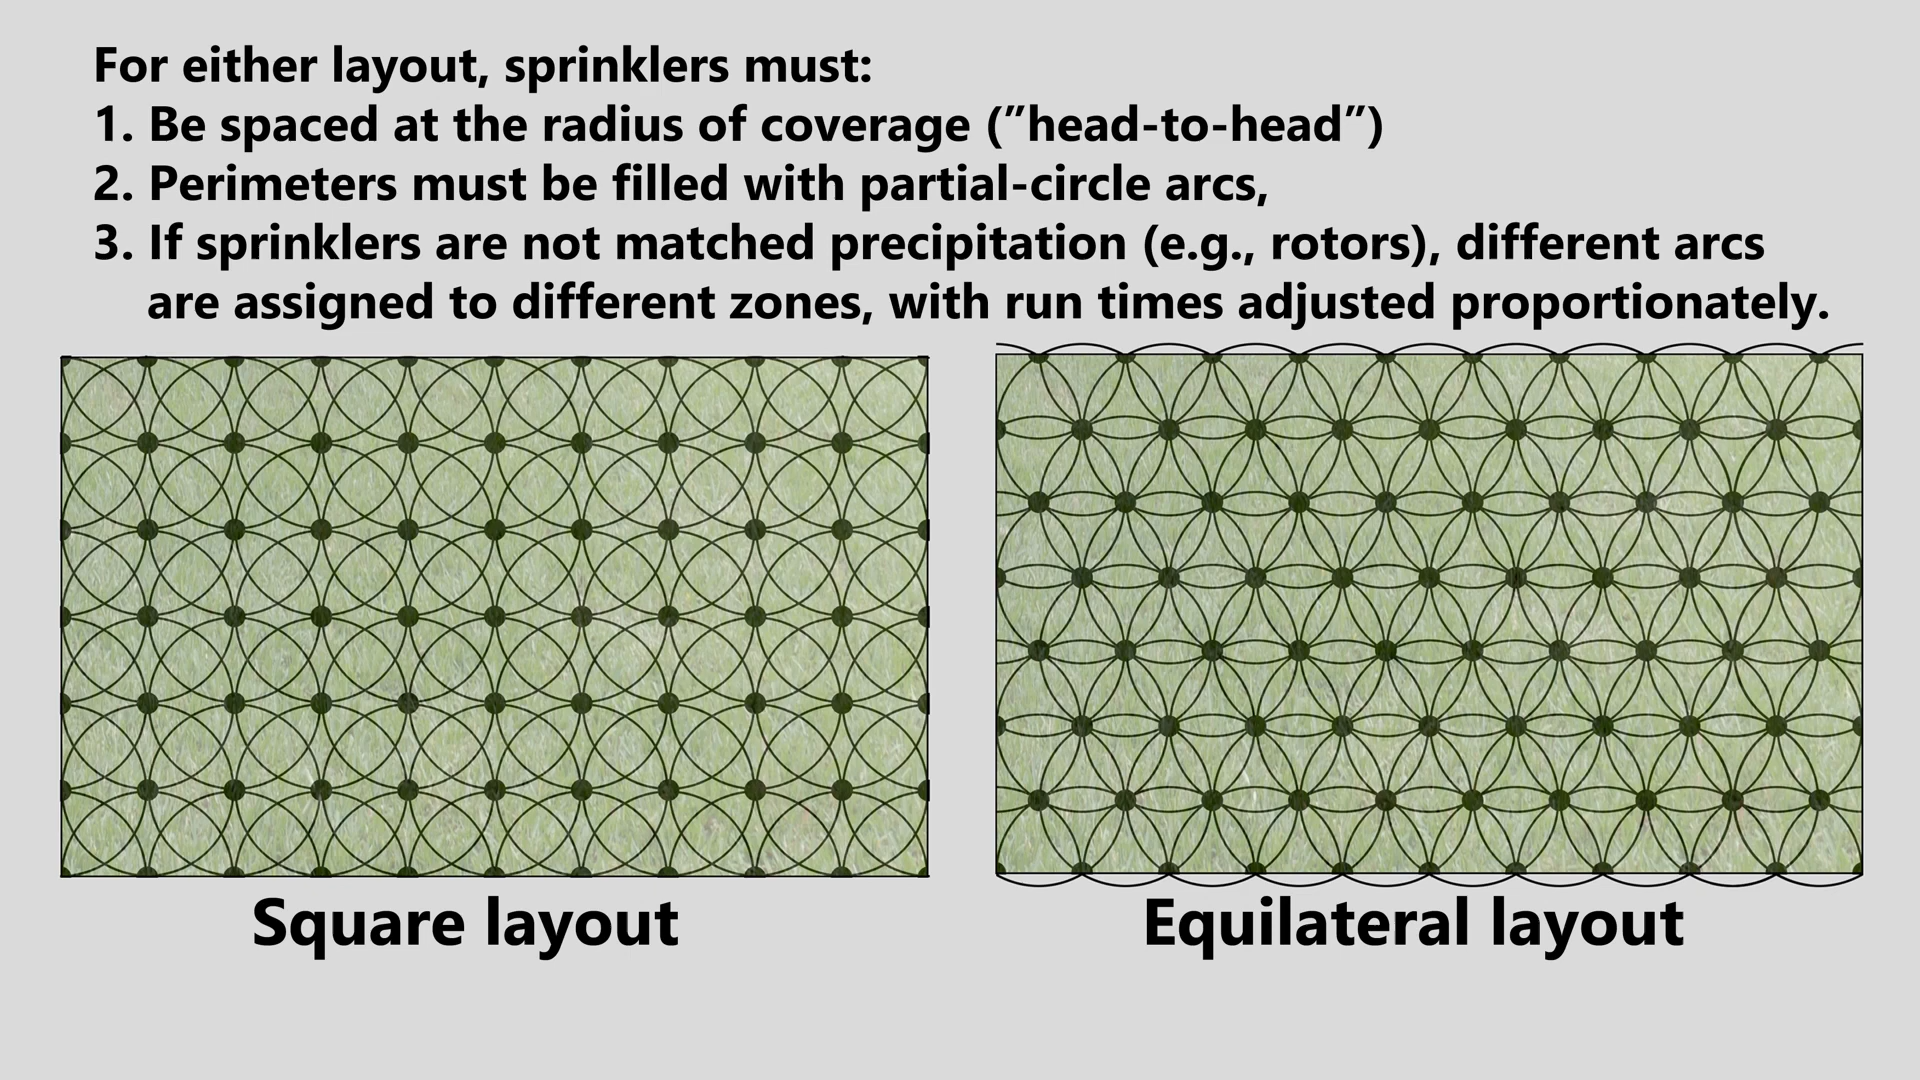 For either layout, sprinklers must:
1. Be spaced at the radius of coverage (″head-to-head”)
2. Perimeters must be filled with partial-circle arcs,
3. If sprinklers are not matched precipitation (e.g., rotors), different arcs
are assigned to different zones, with run times adjusted proportionately.
Square layout
Equilateral layout